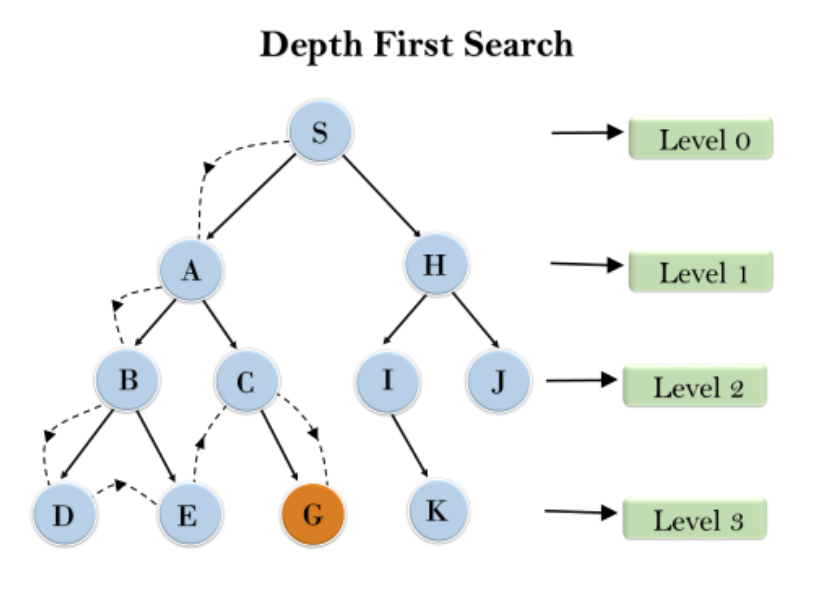 Depth First Search
S
Level 0
A
H
Level 1
B
C
I
J
Level 2
D
E
G
K
Level 3